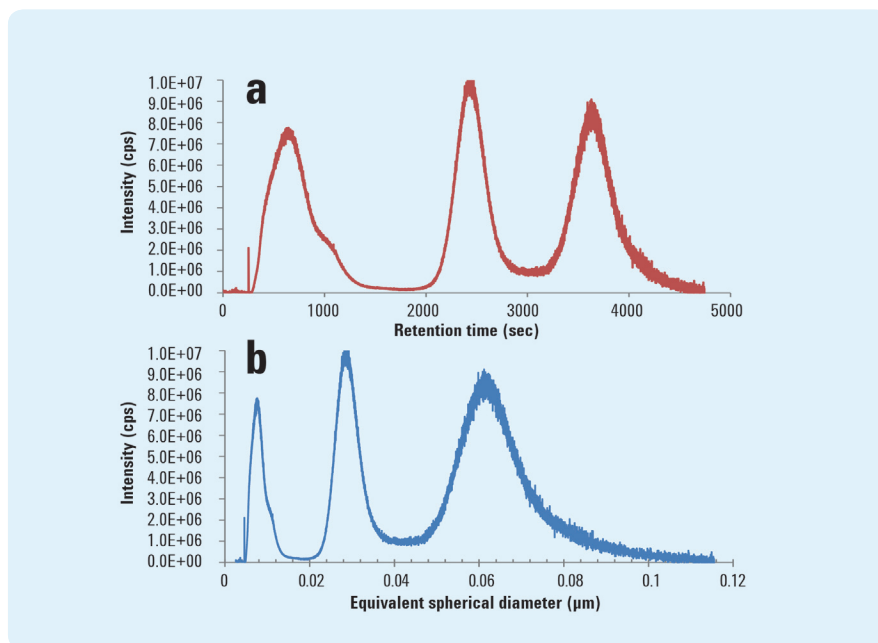 a
1.0E+07
9.0E+06
8.0E+06
7.0E+06
6.0E+06
5.0E+06
4.0E+06
3.0E+06
2.0E+06
1.0E+06
0.0E+00
Intensity (cps)
0 1000 2000 3000 4000 5000
Retention time (sec)
b
1.0E+07
9.0E+06
8.0E+06
7.0E+06
6.0E+06
5.0E+06
4.0E+06
3.0E+06
2.0E+06
1.0E+06
0.0E+00
Intensity (cps)
0 0.02 0.04 0.06 0.08 0.1 0.12
Equivalent spherical diameter (µm)